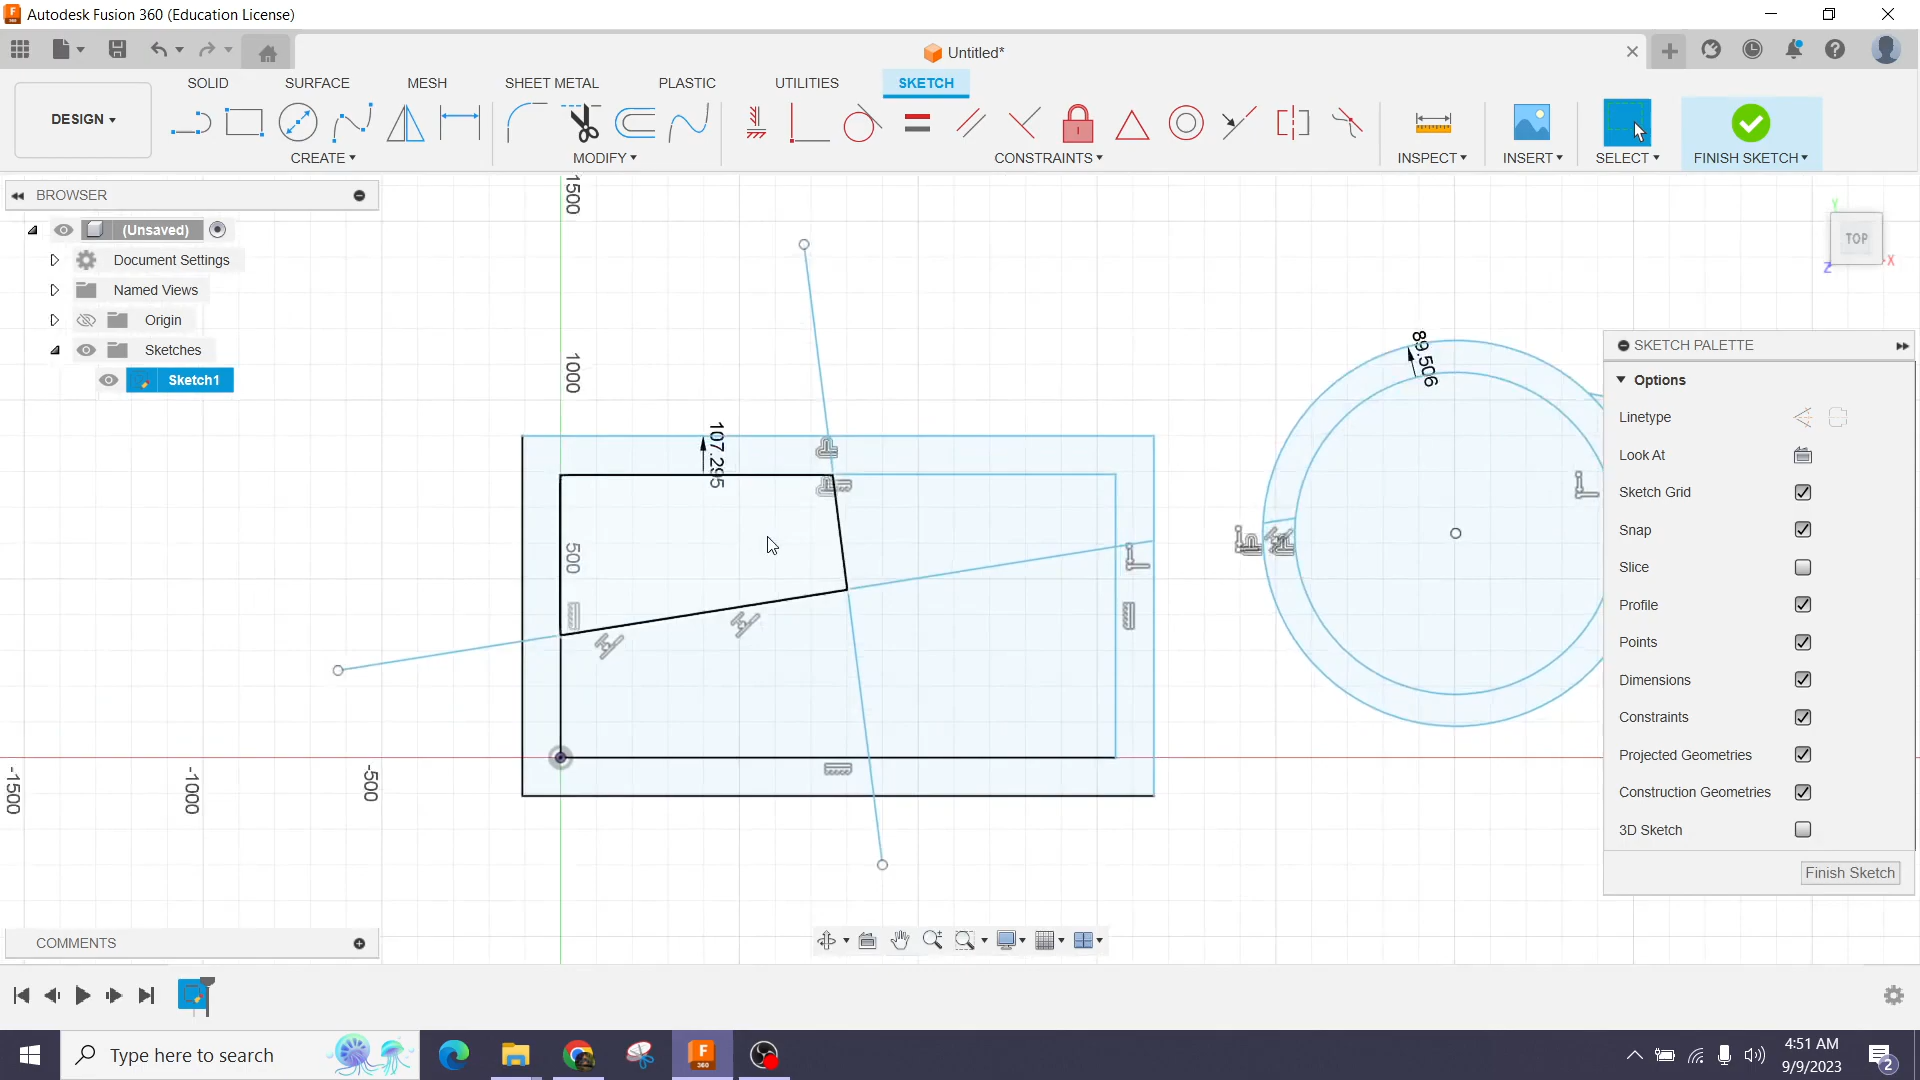 Autodesk Fusion 360 (Education License)
Untitled*
SOLID SURFACE MESH SHEET METAL PLASTIC UTILITIES SKETCH
DESIGN
CREATE MODIFY CONSTRAINTS INSPECT INSERT SELECT FINISH SKETCH
BROWSER
(Unsaved)
Document Settings
Named Views
Origin
Sketches
Sketch1
1500
1000
500
-500
-1000
-1500
107.295
89.506
Y
TOP
X
Z
SKETCH PALETTE
Options
Linetype
Look At
Sketch Grid
Snap
Slice
Profile
Points
Dimensions
Constraints
Projected Geometries
Construction Geometries
3D Sketch
Finish Sketch
COMMENTS
Type here to search
F
360
4:51 AM
9/9/2023
2